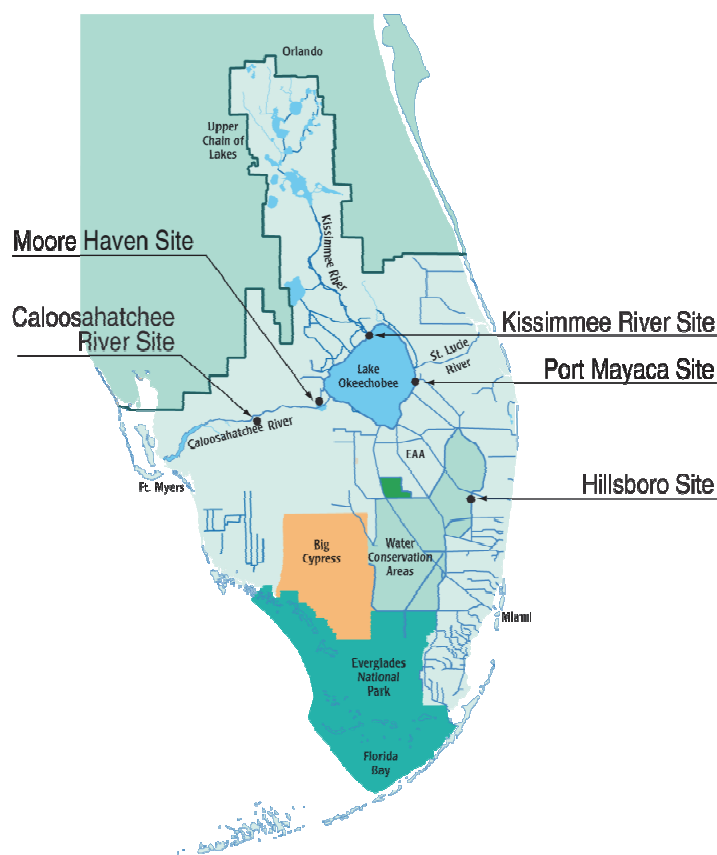 Orlando
Upper
Chain of
Lakes
Kissimmee River
Moore Haven Site
Caloosahatchee
River Site
Kissimmee River Site
St. Lucie
River
Port Mayaca Site
Lake
Okeechobee
Caloosahatchee River
EAA
Ft. Myers
Hillsboro Site
Big
Cypress
Water
Conservation
Areas
Miami
Everglades
National
Park
Florida
Bay